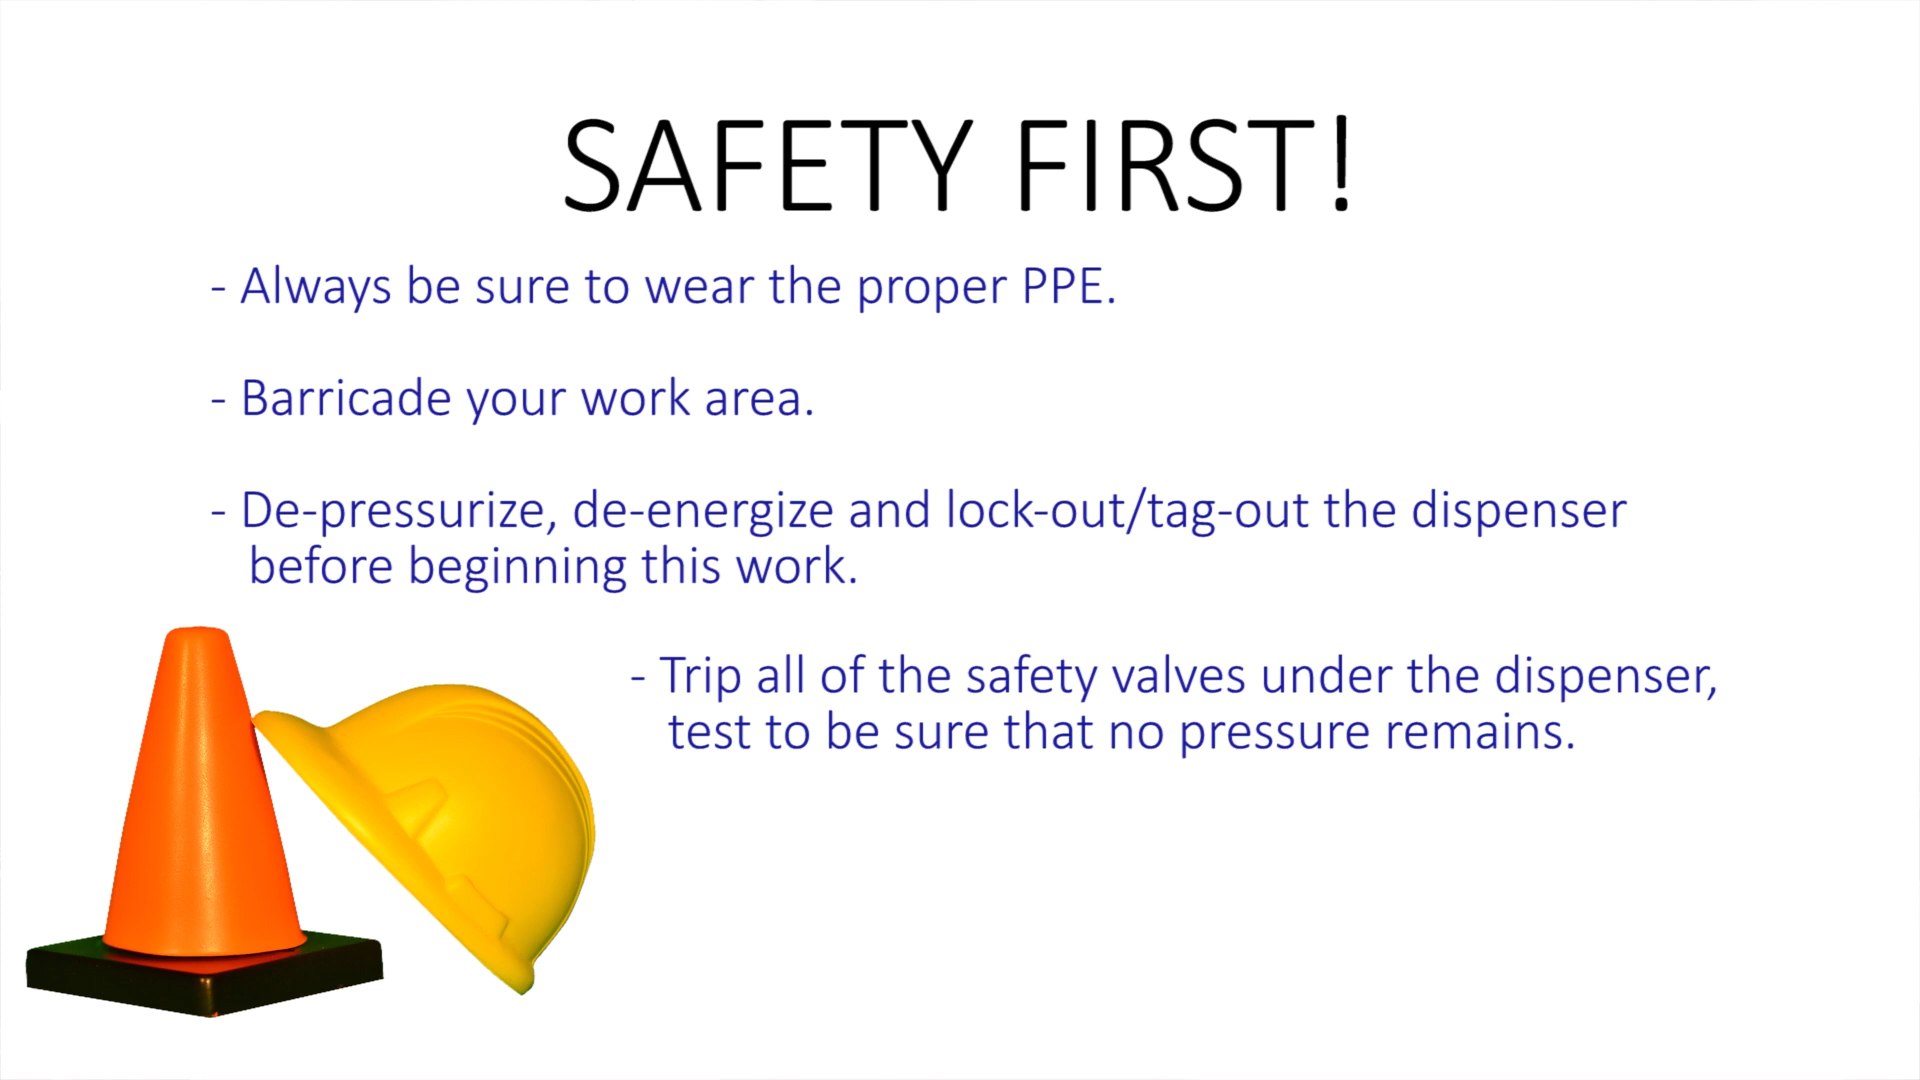 SAFETY FIRST!
- Always be sure to wear the proper PPE.
- Barricade your work area.
- De-pressurize, de-energize and lock-out/tag-out the dispenser
before beginning this work.
- Trip all of the safety valves under the dispenser,
test to be sure that no pressure remains.